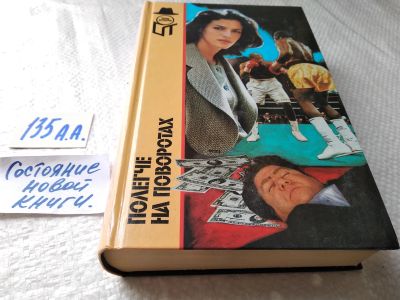 135 А.А.
Состояние
новой
книги.
ПОЛЕГЧЕ
НА ПОВОРОТАХ